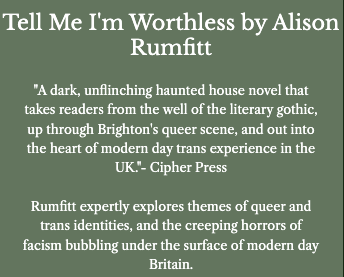 Tell Me I'm Worthless by Alison
Rumfitt
"A dark, unflinching haunted house novel that
takes readers from the well of the literary gothic,
up through Brighton's queer scene, and out into
the heart of modern day trans experience in the
UK."- Cipher Press
Rumfitt expertly explores themes of queer and
trans identities, and the creeping horrors of
facism bubbling under the surface of modern day
Britain.